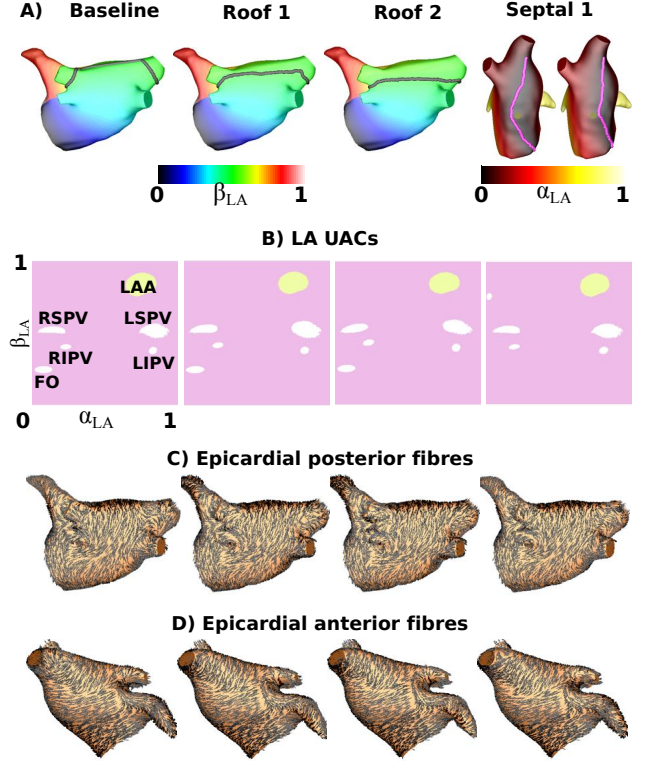 A) Baseline Roof 1 Roof 2 Septal 1
0 β_LA 1 0 α_LA 1
B) LA UACs
1
LAA
RSPV LSPV
β_LA
RIPV LIPV
FO
0 α_LA 1
C) Epicardial posterior fibres
D) Epicardial anterior fibres